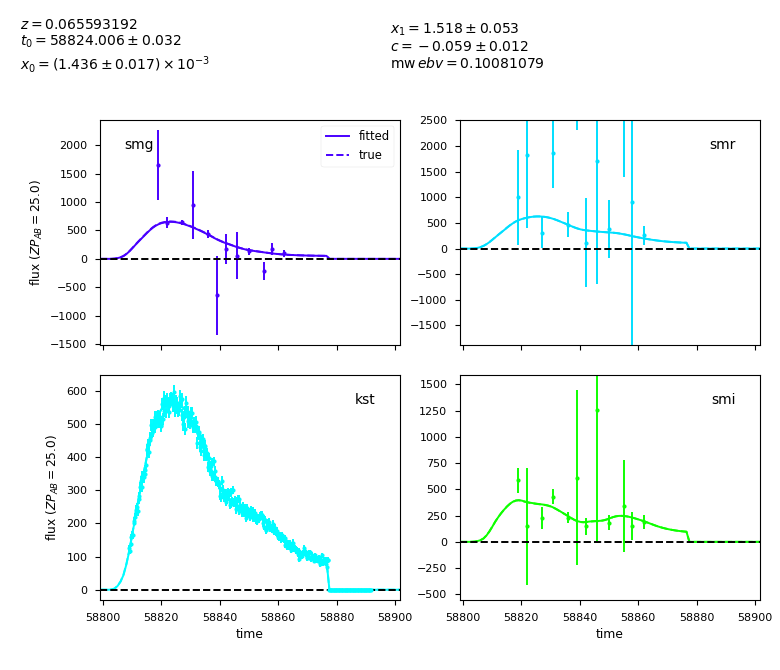 z = 0.065593192
t₀ = 58824.006 ± 0.032
x₀ = (1.436 ± 0.017) × 10⁻³
x₁ = 1.518 ± 0.053
c = −0.059 ± 0.012
mw ebv = 0.10081079
smg
fitted
true
flux (ZP_AB = 25.0)
2000
1500
1000
500
0
−500
−1000
−1500
smr
2500
2000
1500
1000
500
0
−500
−1000
−1500
kst
flux (ZP_AB = 25.0)
600
500
400
300
200
100
0
58800 58820 58840 58860 58880 58900
time
smi
1500
1250
1000
750
500
250
0
−250
−500
58800 58820 58840 58860 58880 58900
time